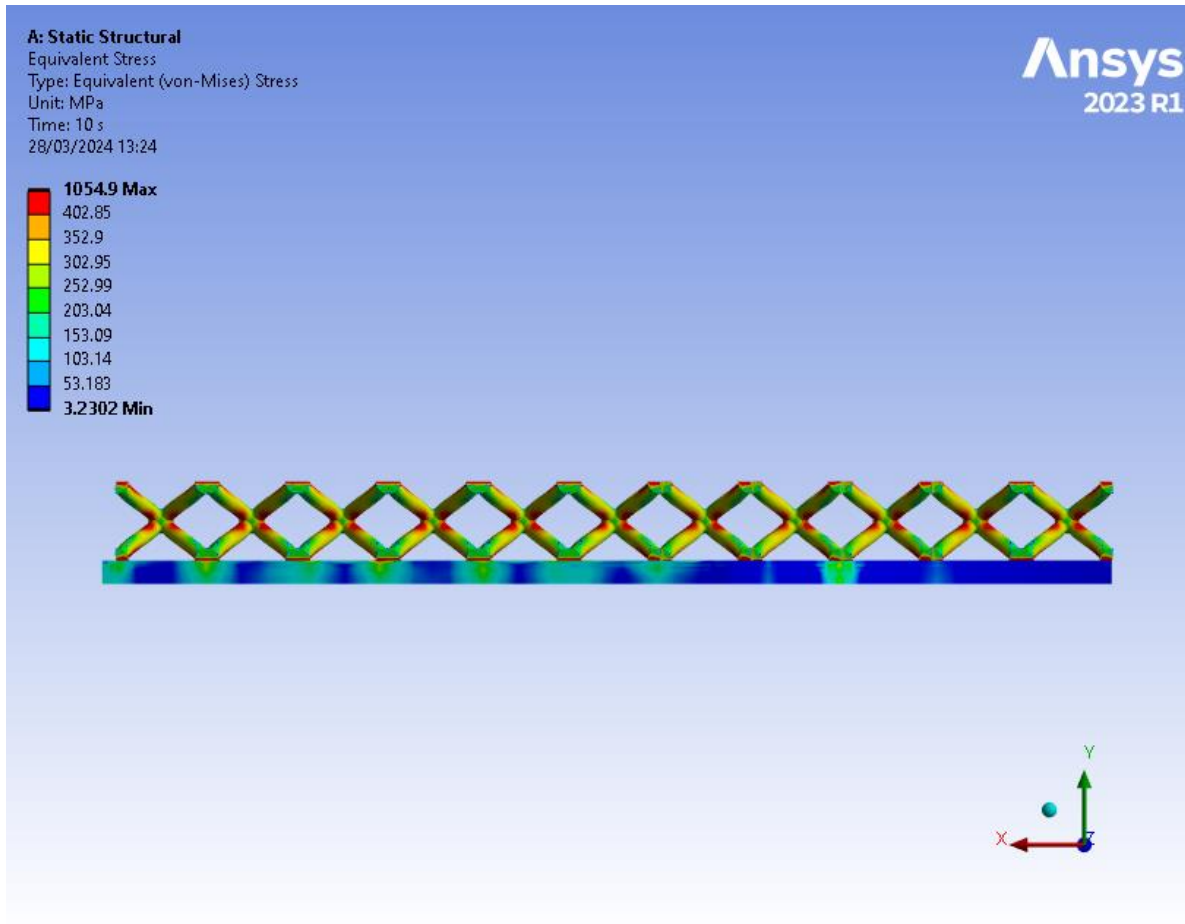 A: Static Structural
Equivalent Stress
Type: Equivalent (von-Mises) Stress
Unit: MPa
Time: 10 s
28/03/2024 13:24
Ansys
2023 R1
1054.9 Max
402.85
352.9
302.95
252.99
203.04
153.09
103.14
53.183
3.2302 Min
Y
X
Z